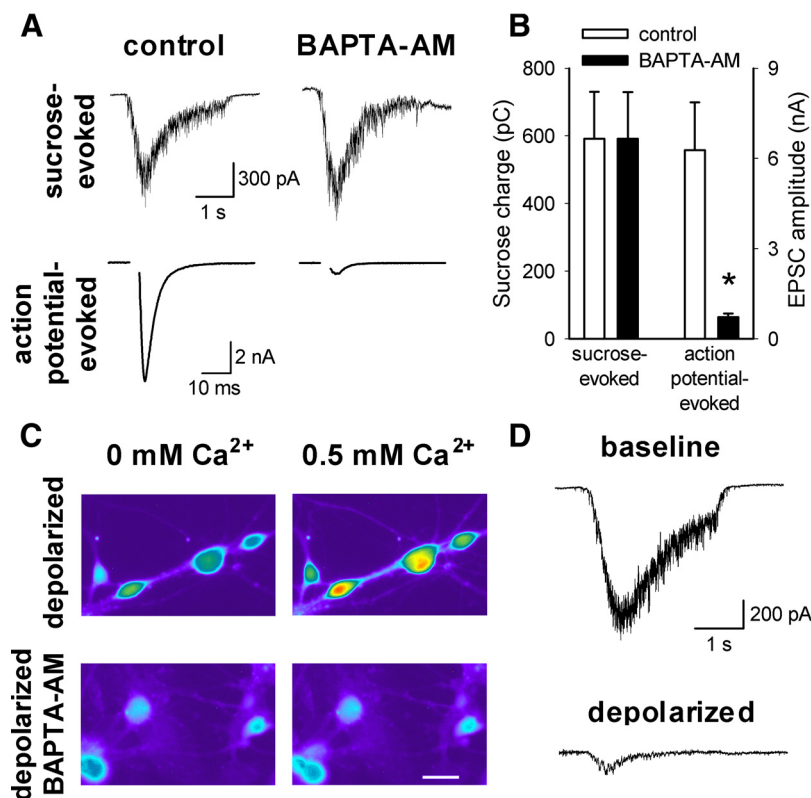 A
control
BAPTA-AM
sucrose-
evoked
300 pA
1 s
action
potential-
evoked
2 nA
10 ms
B
control
BAPTA-AM
Sucrose charge (pC)
800
600
400
200
0
EPSC amplitude (nA)
9
6
3
0
*
sucrose-
evoked
action
potential-
evoked
C
0 mM Ca²⁺
0.5 mM Ca²⁺
depolarized
depolarized
BAPTA-AM
D
baseline
200 pA
1 s
depolarized